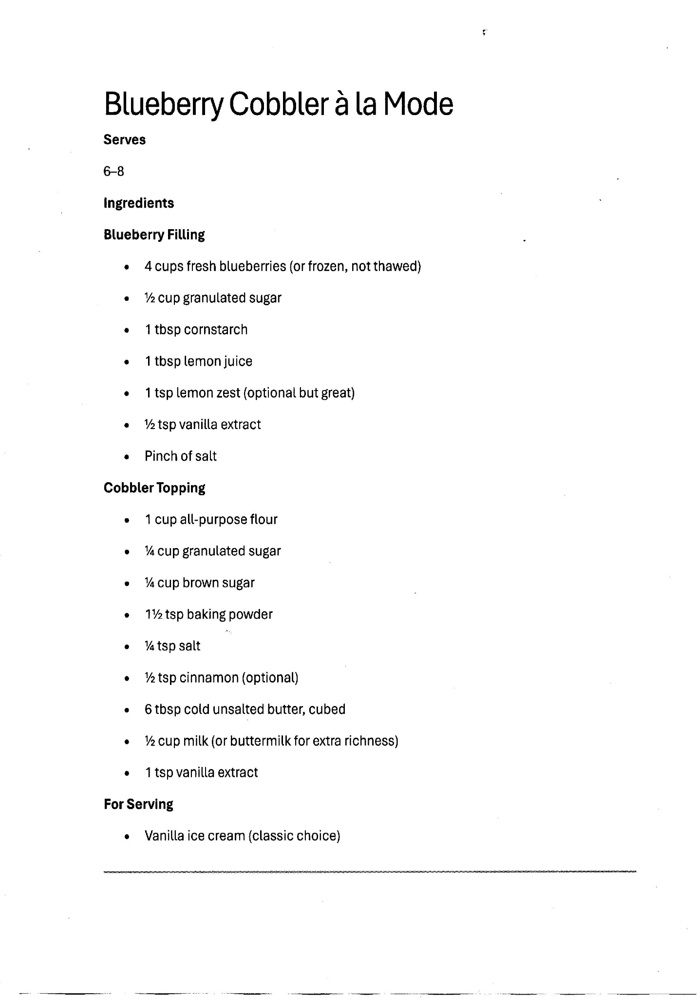 Blueberry Cobbler à la Mode
Serves
6–8
Ingredients
Blueberry Filling
• 4 cups fresh blueberries (or frozen, not thawed)
• ½ cup granulated sugar
• 1 tbsp cornstarch
• 1 tbsp lemon juice
• 1 tsp lemon zest (optional but great)
• ½ tsp vanilla extract
• Pinch of salt
Cobbler Topping
• 1 cup all-purpose flour
• ¼ cup granulated sugar
• ¼ cup brown sugar
• 1½ tsp baking powder
• ¼ tsp salt
• ½ tsp cinnamon (optional)
• 6 tbsp cold unsalted butter, cubed
• ½ cup milk (or buttermilk for extra richness)
• 1 tsp vanilla extract
For Serving
• Vanilla ice cream (classic choice)